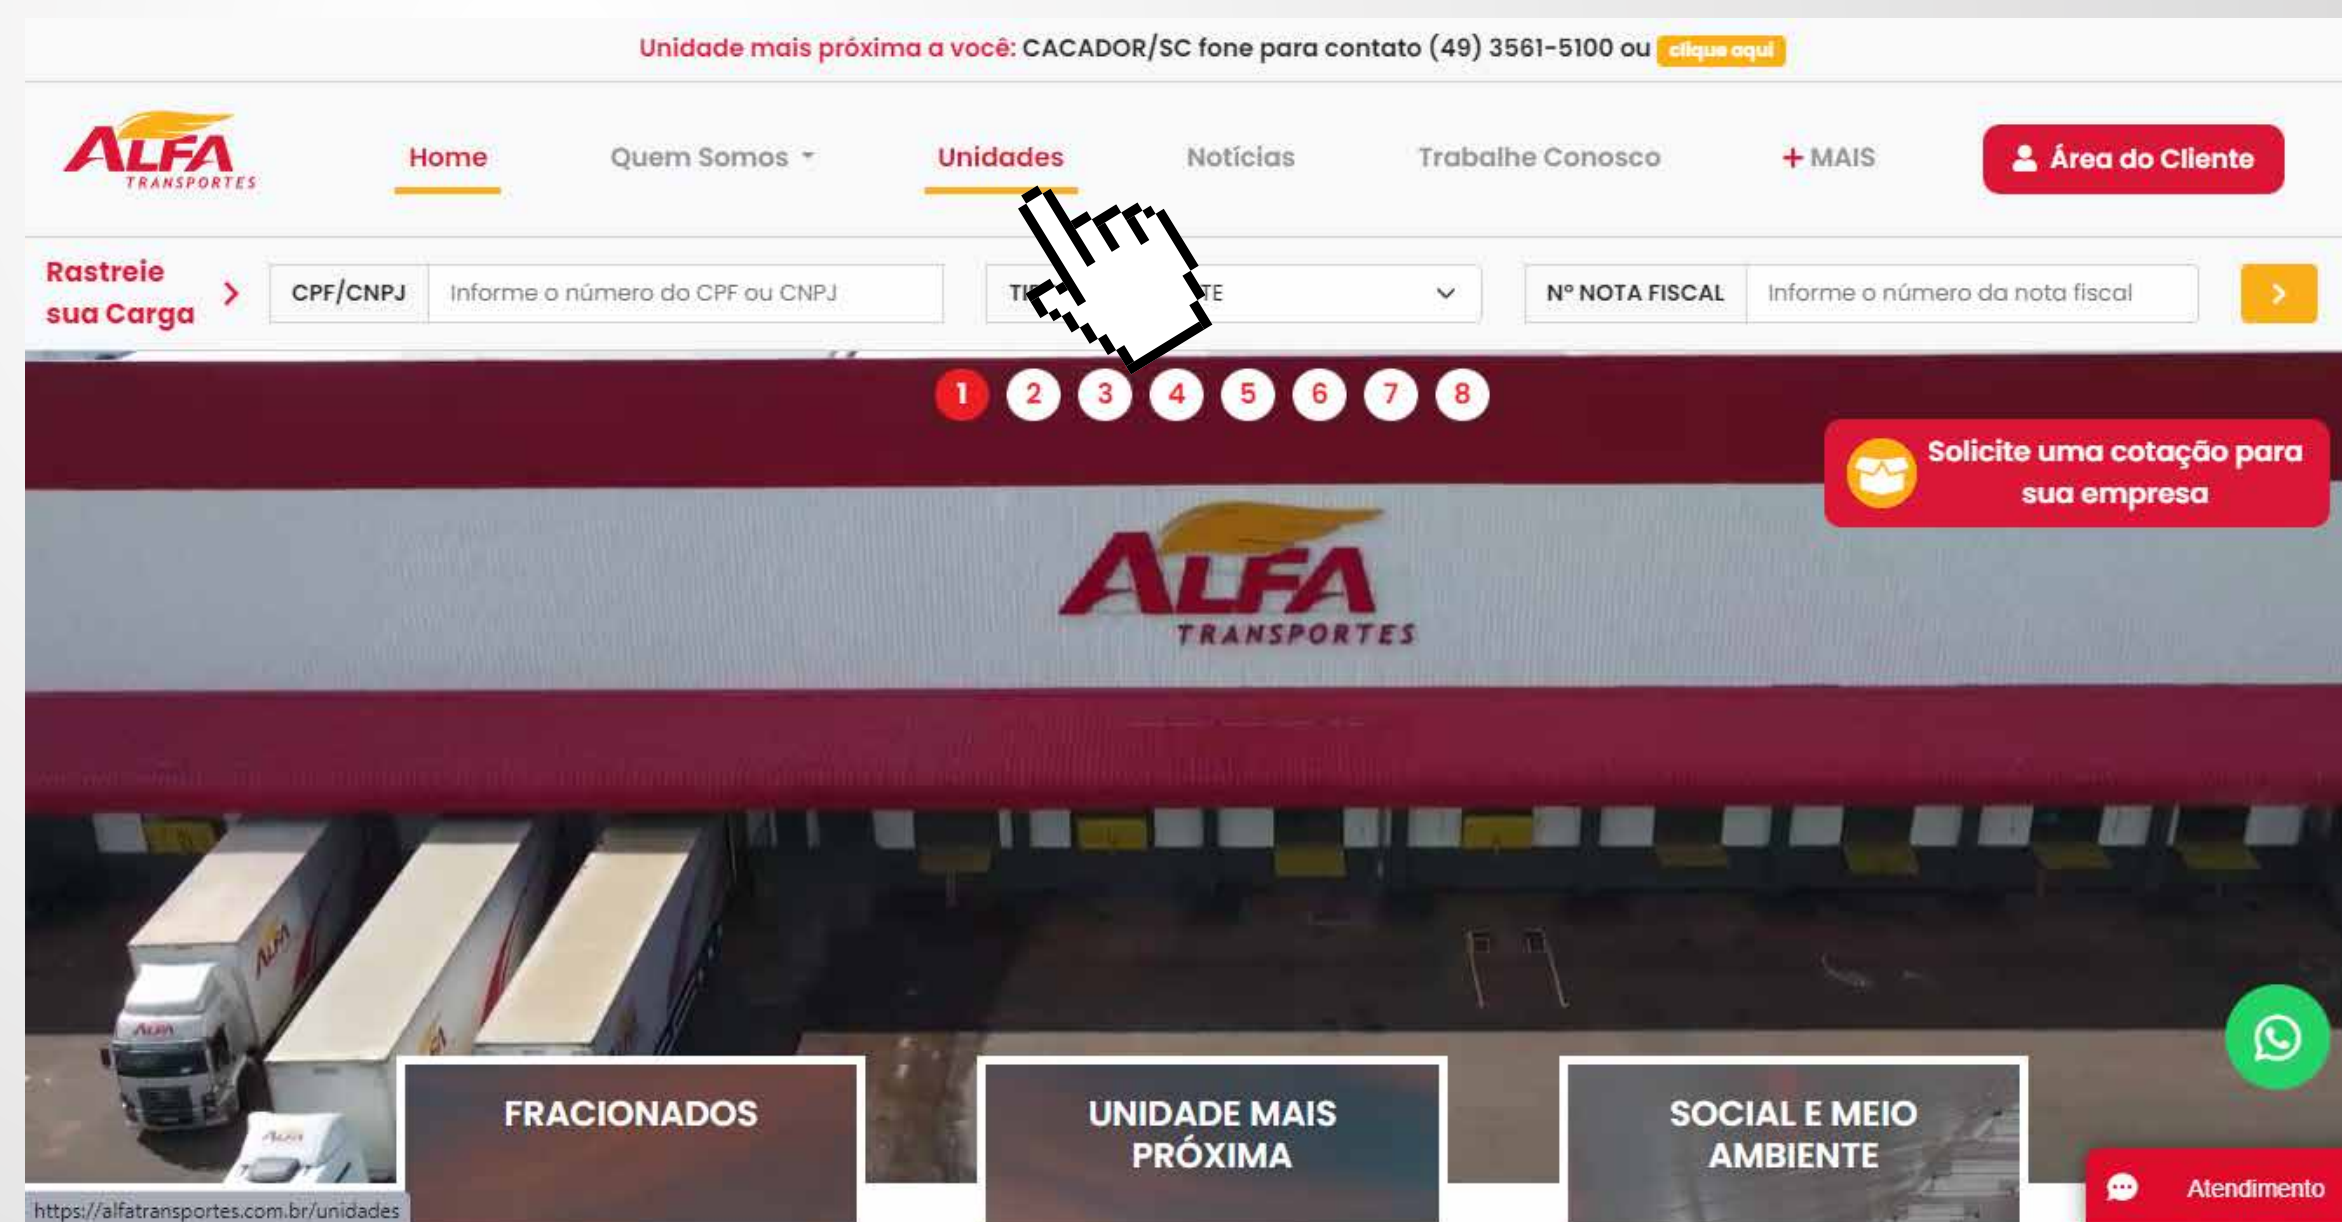 Unidade mais próxima a você: CACADOR/SC fone para contato (49) 3561-5100 ou clique aqui
ALFA
TRANSPORTES
Home
Quem Somos
Unidades
Notícias
Trabalhe Conosco
+ MAIS
Área do Cliente
Rastreie
sua Carga
CPF/CNPJ
Informe o número do CPF ou CNPJ
Nº NOTA FISCAL
Informe o número da nota fiscal
1 2 3 4 5 6 7 8
Solicite uma cotação para
sua empresa
ALFA
TRANSPORTES
ALFA
ALFA
ALFA
FRACIONADOS
UNIDADE MAIS
PRÓXIMA
SOCIAL E MEIO
AMBIENTE
Atendimento
https://alfatransportes.com.br/unidades